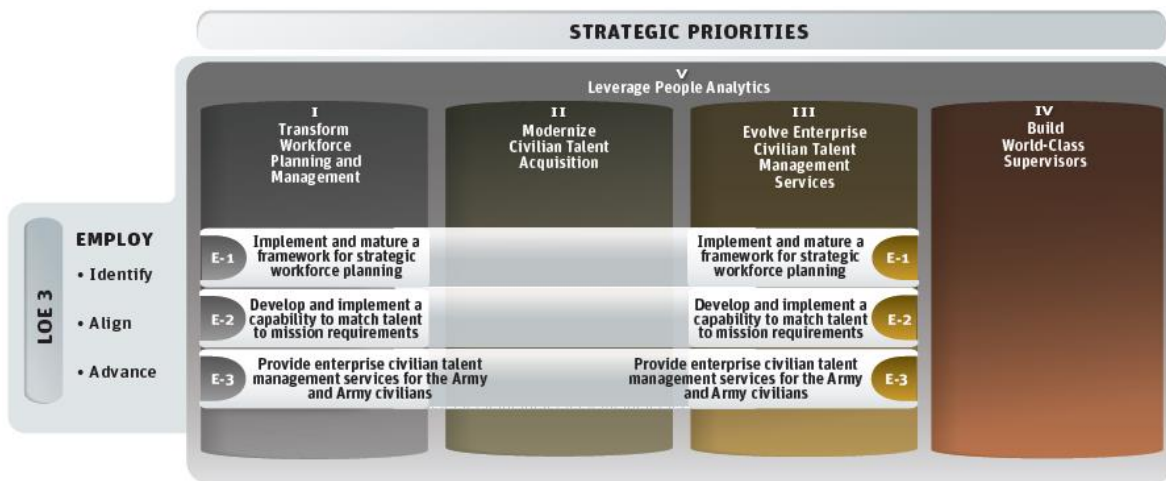 STRATEGIC PRIORITIES
V
Leverage People Analytics
I
Transform
Workforce
Planning and
Management
II
Modernize
Civilian Talent
Acquisition
III
Evolve Enterprise
Civilian Talent
Management
Services
IV
Build
World-Class
Supervisors
LOE 3
EMPLOY
• Identify
• Align
• Advance
E-1
Implement and mature a
framework for strategic
workforce planning
Implement and mature a
framework for strategic
workforce planning
E-1
E-2
Develop and implement a
capability to match talent
to mission requirements
Develop and implement a
capability to match talent
to mission requirements
E-2
E-3
Provide enterprise civilian talent
management services for the Army
and Army civilians
Provide enterprise civilian talent
management services for the Army
and Army civilians
E-3